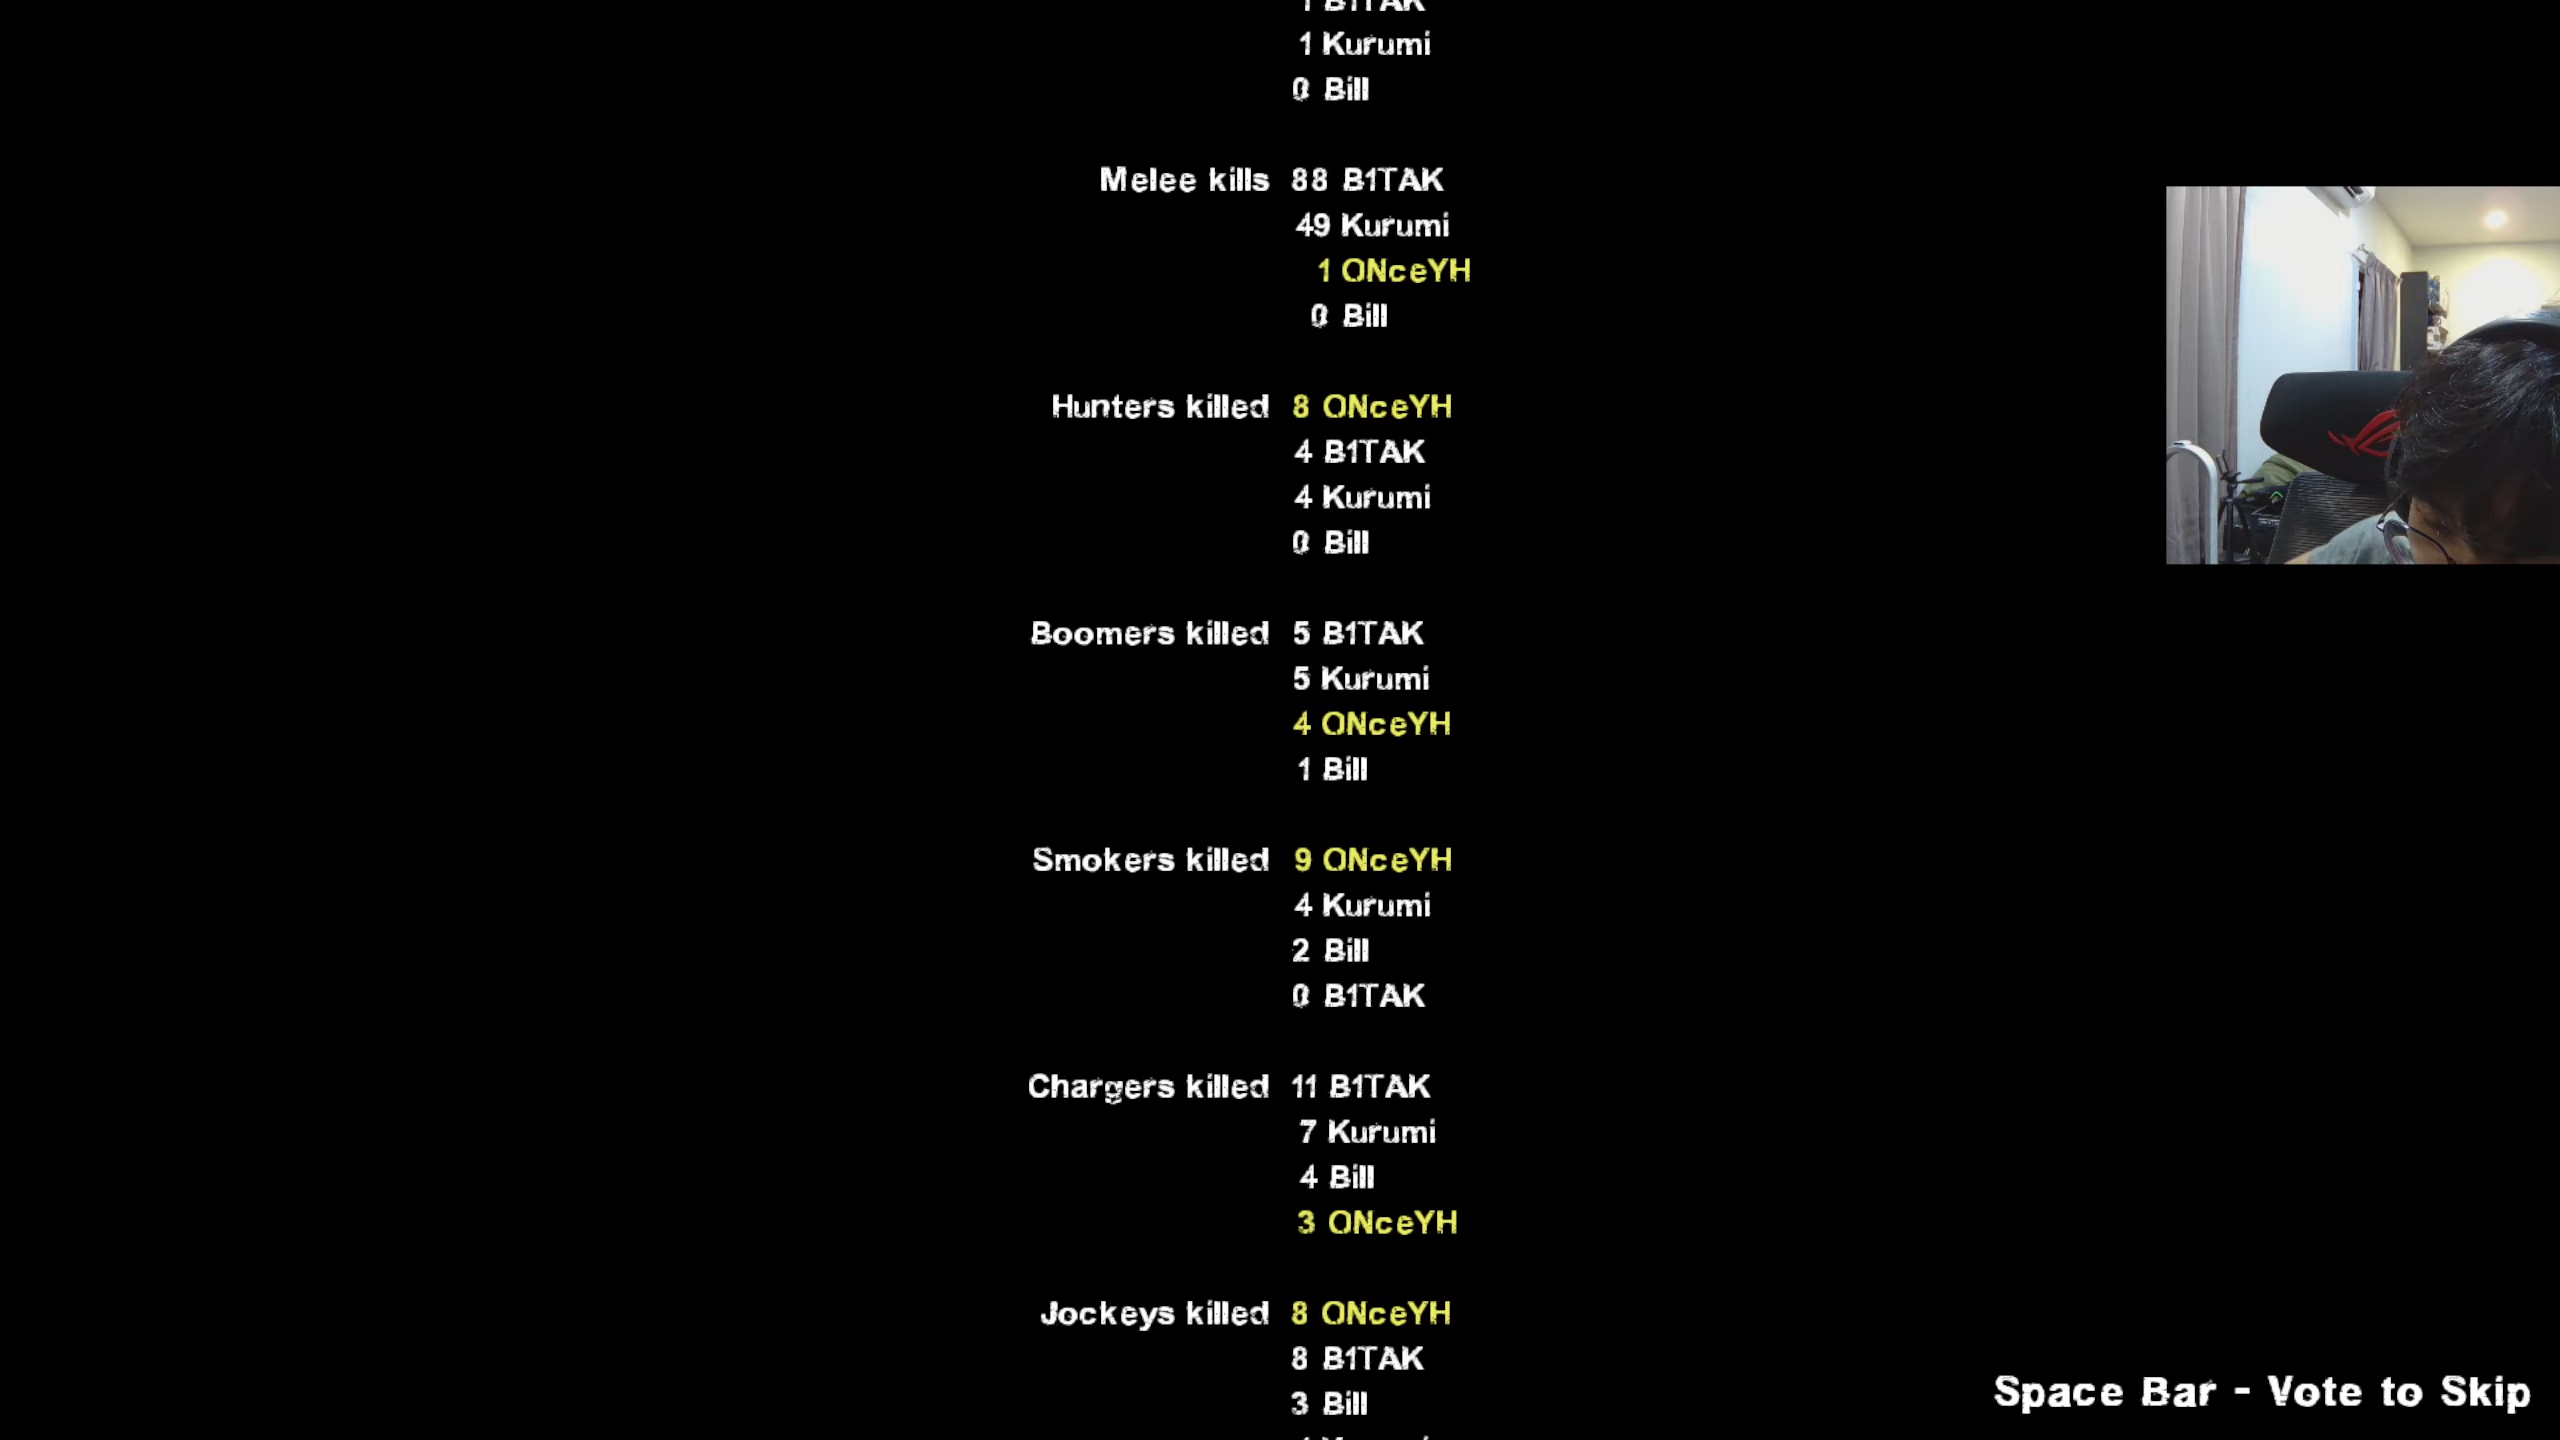 1 B1TAK
1 Kurumi
0 Bill
Melee kills 88 B1TAK
49 Kurumi
1 ONceYH
0 Bill
Hunters killed 8 ONceYH
4 B1TAK
4 Kurumi
0 Bill
Boomers killed 5 B1TAK
5 Kurumi
4 ONceYH
1 Bill
Smokers killed 9 ONceYH
4 Kurumi
2 Bill
0 B1TAK
Chargers killed 11 B1TAK
7 Kurumi
4 Bill
3 ONceYH
Jockeys killed 8 ONceYH
8 B1TAK
3 Bill
Space Bar - Vote to Skip